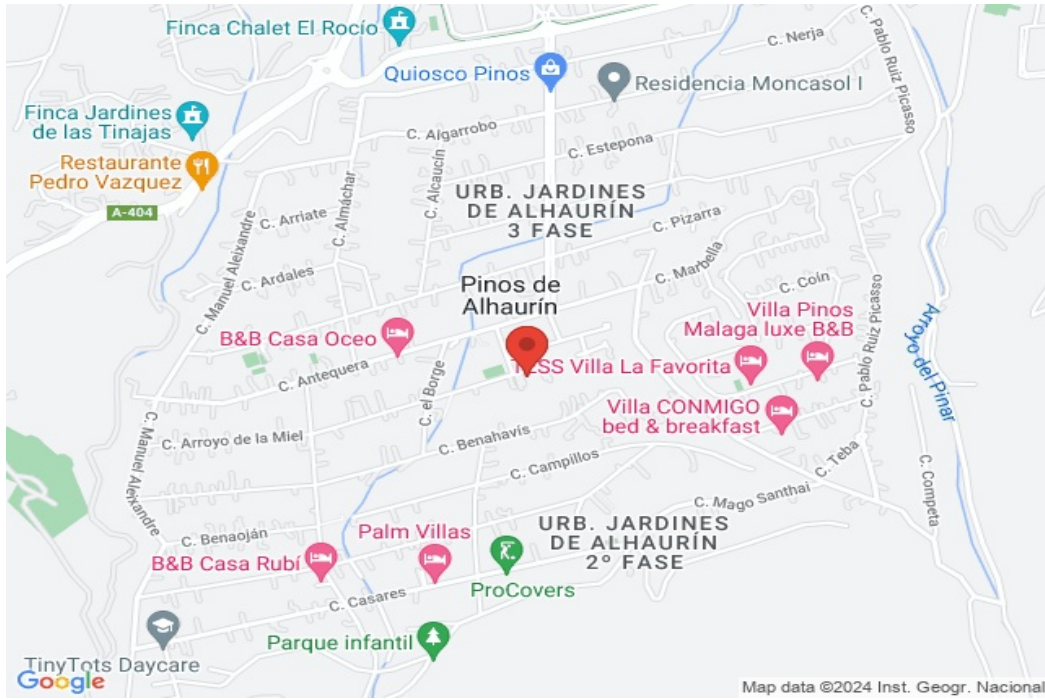 Finca Chalet El Rocío
C. Nerja
C. Pablo Ruiz Picasso
Quiosco Pinos
Residencia Moncasol I
Finca Jardines
de las Tinajas
C. Algarrobo
C. Estepona
Restaurante
Pedro Vazquez
A-404
C. Alcaucín
C. Almáchar
URB. JARDINES
DE ALHAURÍN
3 FASE
C. Arriate
C. Pizarra
C. Manuel Aleixandre
C. Ardales
C. Marbella
C. Coín
Pinos de
Alhaurín
Villa Pinos
Malaga luxe B&B
C. Pablo Ruiz Picasso
Arroyo del Pinar
B&B Casa Oceo
SS Villa La Favorita
C. Antequera
C. el Borge
Villa CONMIGO
bed & breakfast
C. Arroyo de la Miel
C. Benahavís
C. Campillos
C. Teba
C. Manuel Aleixandre
C. Competa
C. Mago Santhai
C. Benaoján
Palm Villas
URB. JARDINES
DE ALHAURÍN
2º FASE
B&B Casa Rubí
ProCovers
C. Casares
Parque infantil
TinyTots Daycare
Google
Map data ©2024 Inst. Geogr. Nacional